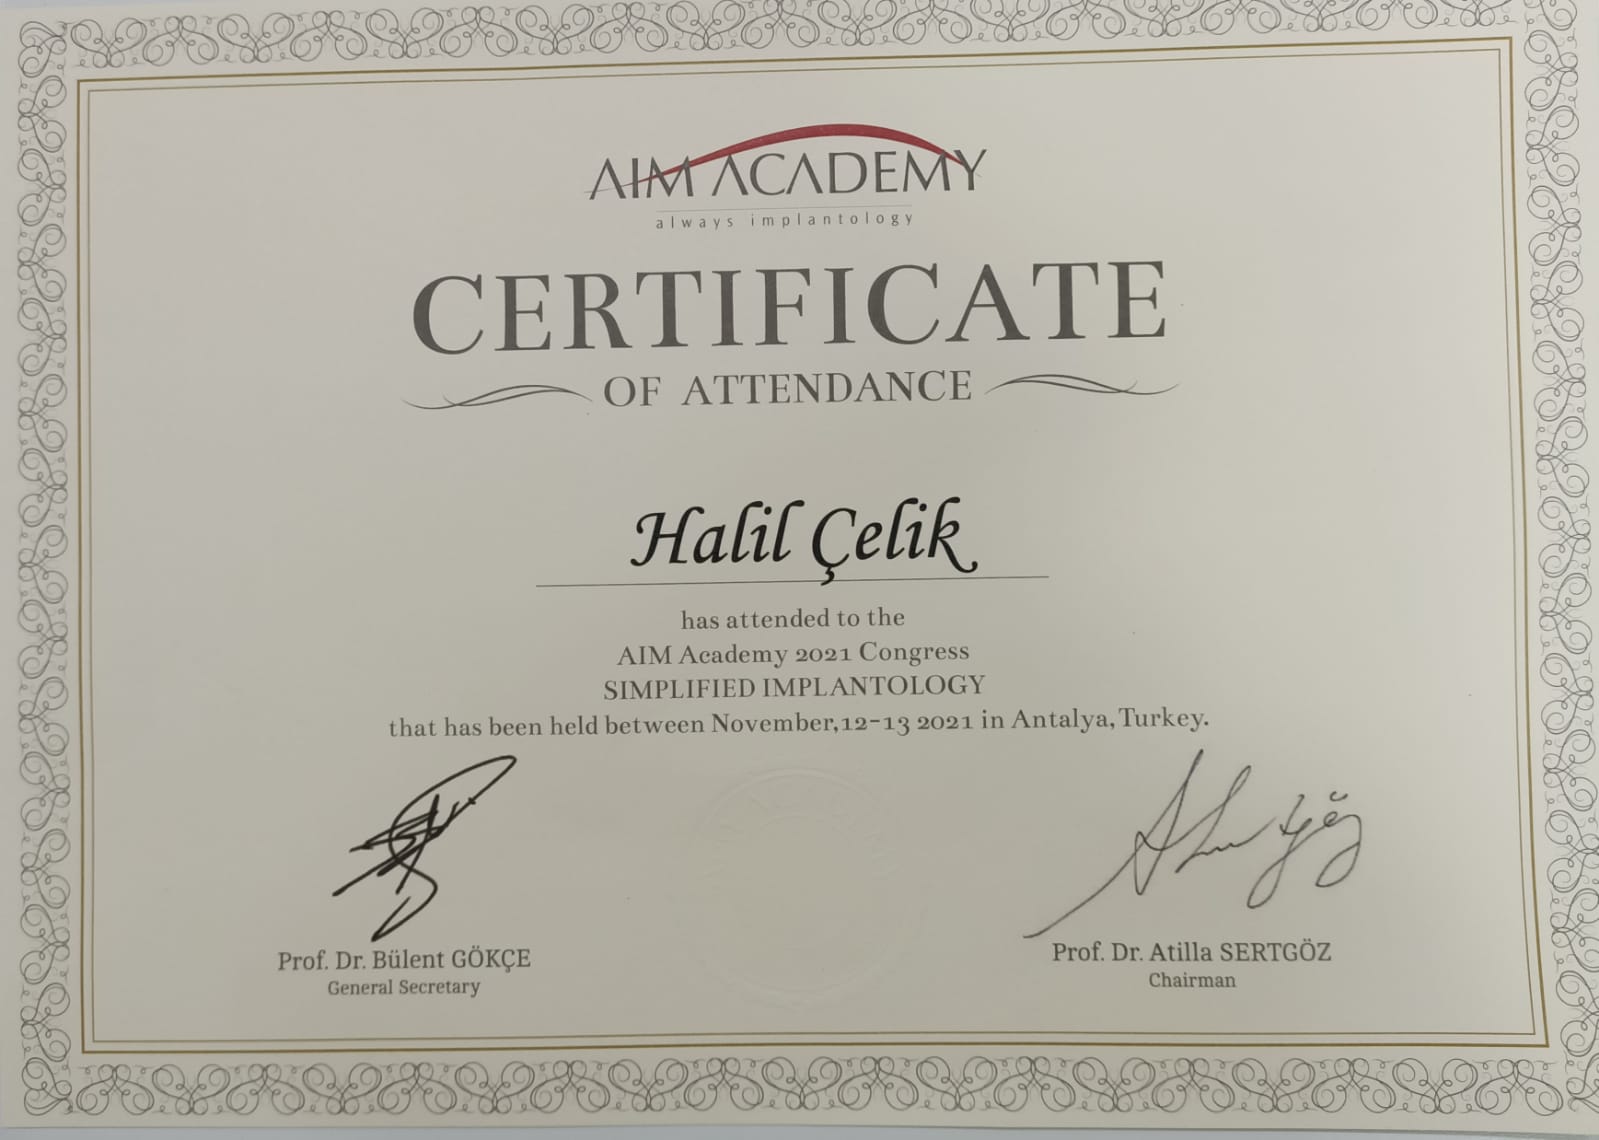 AIM ACADEMY
always implantology
CERTIFICATE
OF ATTENDANCE
Halil Çelik
has attended to the
AIM Academy 2021 Congress
SIMPLIFIED IMPLANTOLOGY
that has been held between November,12-13 2021 in Antalya,Turkey.
Prof. Dr. Bülent GÖKÇE
General Secretary
Prof. Dr. Atilla SERTGÖZ
Chairman